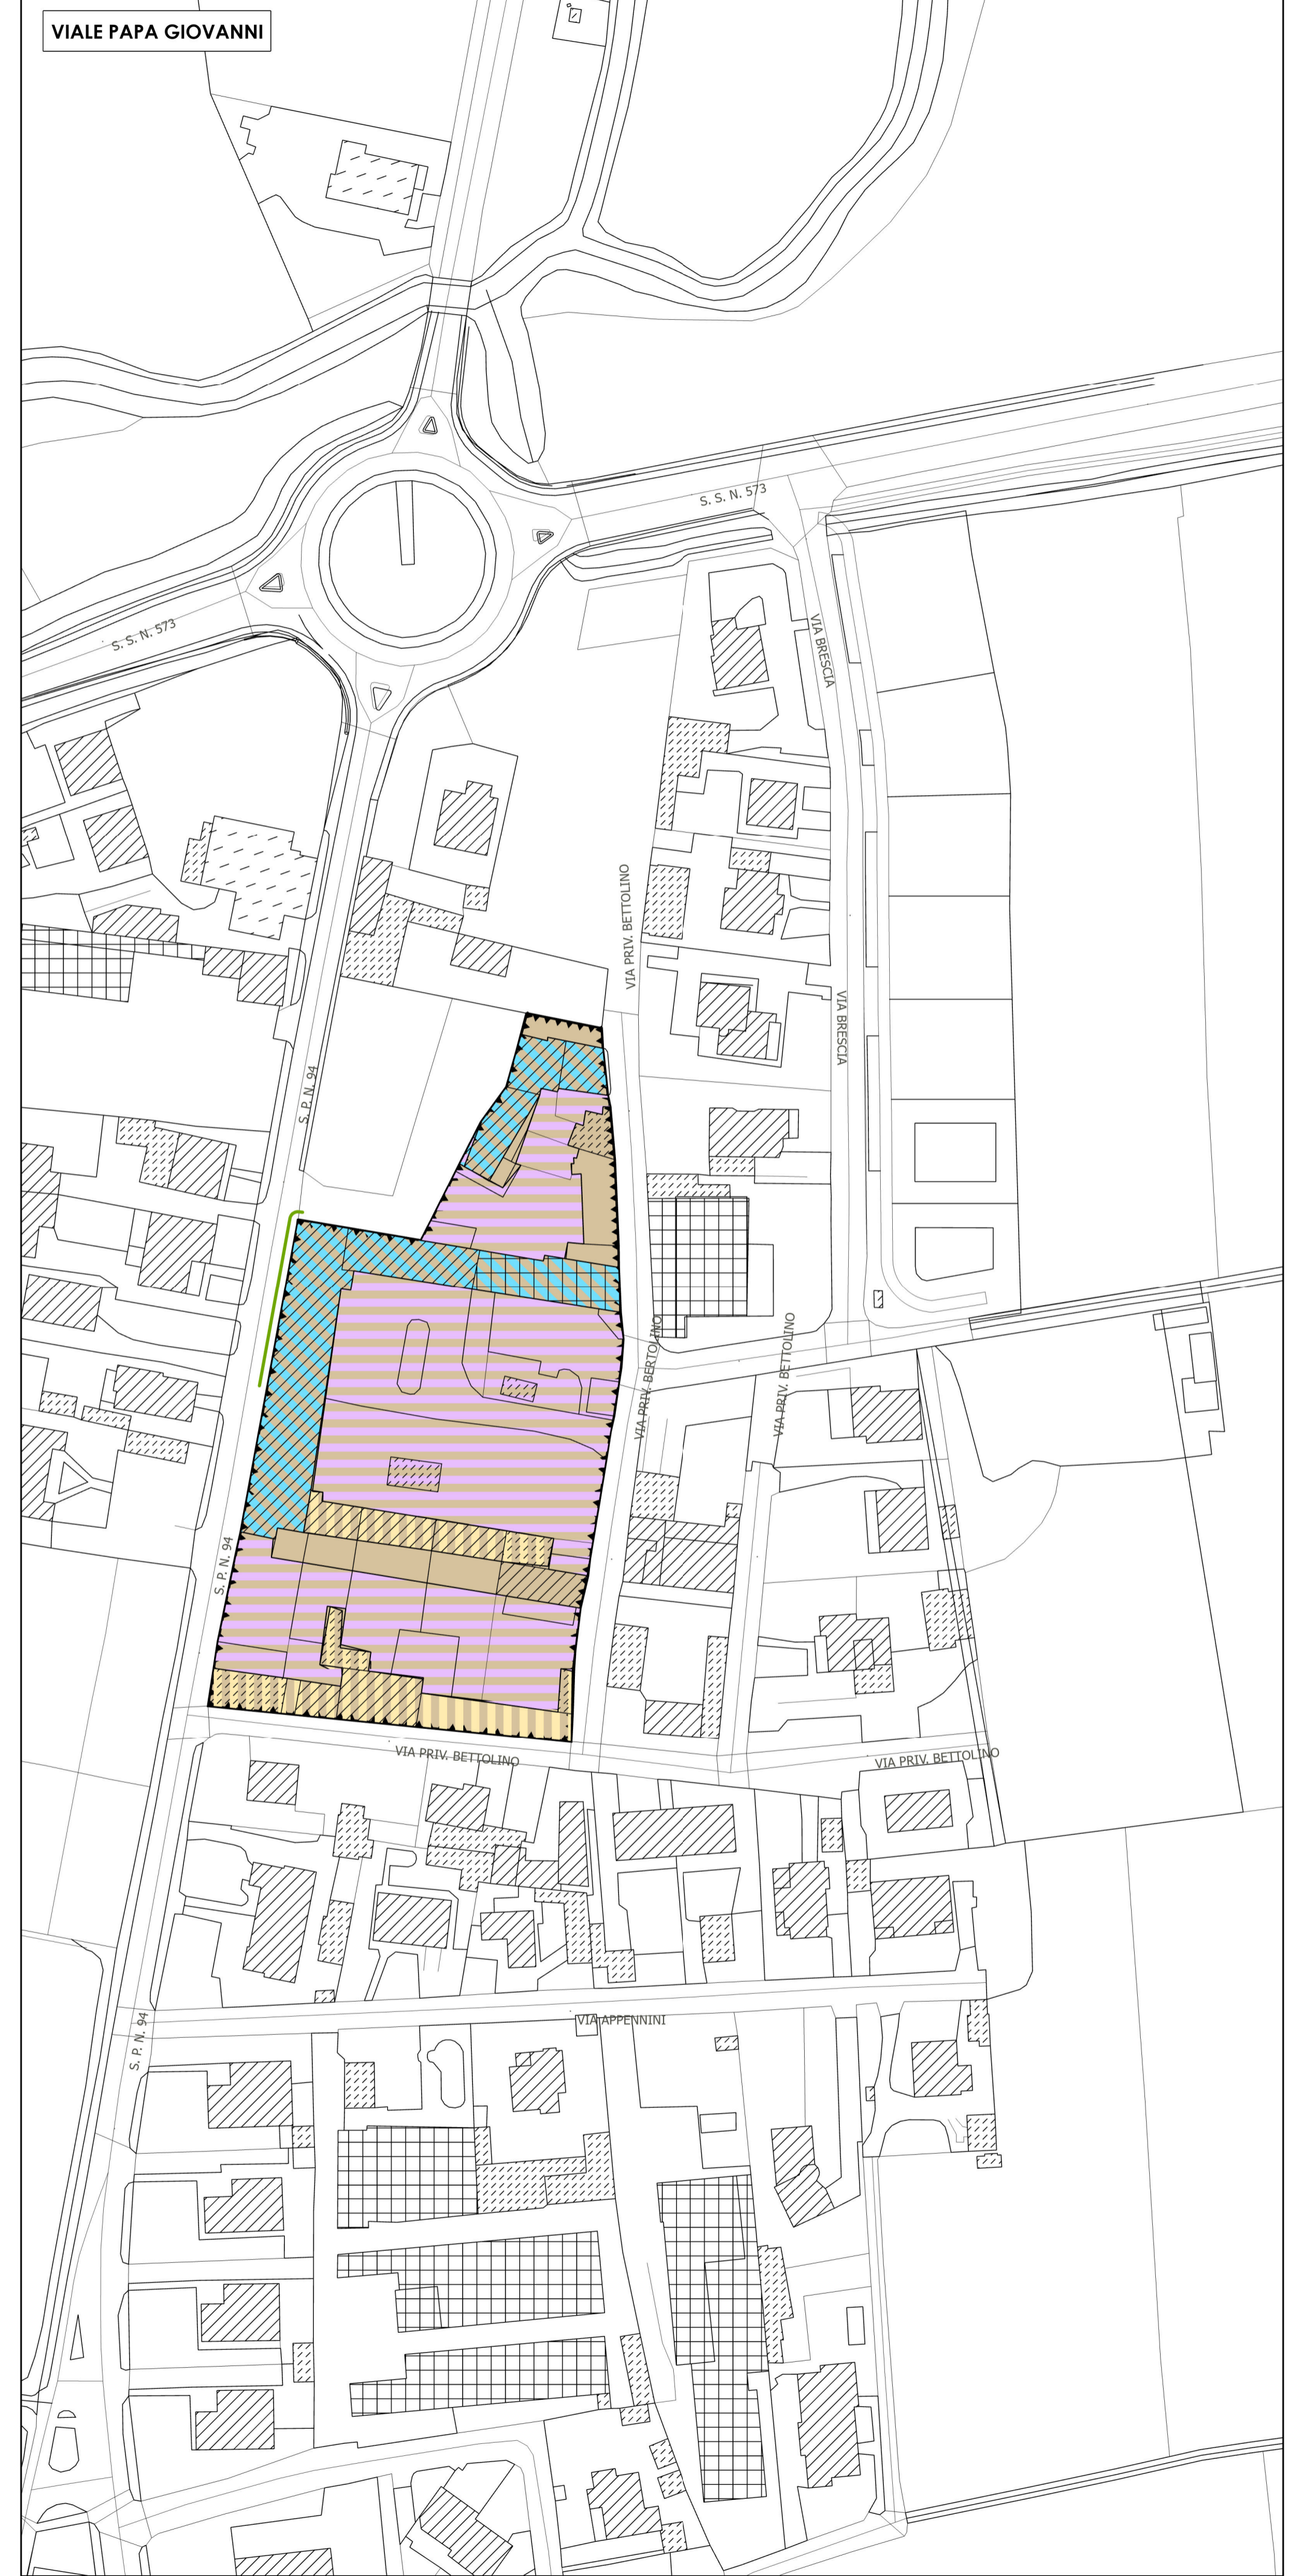 VIALE PAPA GIOVANNI
S. S. N. 573
S. S. N. 573
VIA BRESCIA
VIA PRIV. BETTOLINO
VIA BRESCIA
S. P. N. 94
VIA PRIV. BERTOLINO
VIA PRIV. BETTOLINO
S. P. N. 94
VIA PRIV. BETTOLINO
VIA PRIV. BETTOLINO
VIA APPENNINI
S. P. N. 94